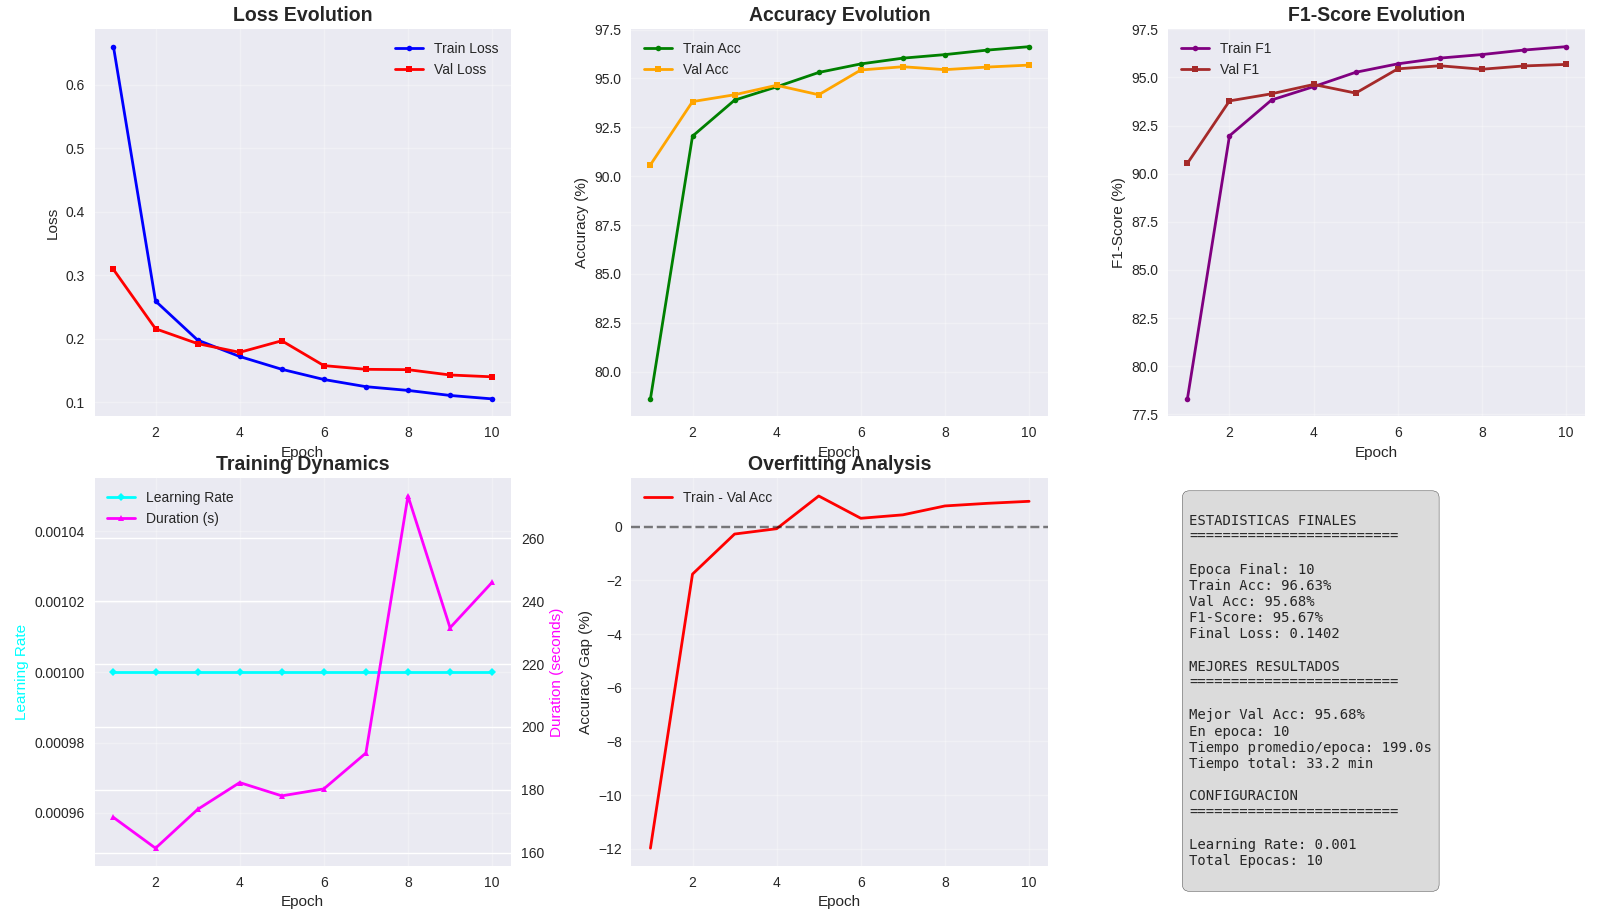 Loss Evolution
Train Loss
Val Loss
0.6
0.5
0.4
0.3
0.2
0.1
Loss
2 4 6 8 10
Epoch
Accuracy Evolution
Train Acc
Val Acc
97.5
95.0
92.5
90.0
87.5
85.0
82.5
80.0
Accuracy (%)
2 4 6 8 10
Epoch
F1-Score Evolution
Train F1
Val F1
97.5
95.0
92.5
90.0
87.5
85.0
82.5
80.0
77.5
F1-Score (%)
2 4 6 8 10
Epoch
Training Dynamics
Learning Rate
Duration (s)
0.00104
0.00102
0.00100
0.00098
0.00096
Learning Rate
260
240
220
200
180
160
Duration (seconds)
2 4 6 8 10
Epoch
Overfitting Analysis
Train - Val Acc
0
−2
−4
−6
−8
−10
−12
Accuracy Gap (%)
2 4 6 8 10
Epoch
ESTADISTICAS FINALES
=========================
Epoca Final: 10
Train Acc: 96.63%
Val Acc: 95.68%
F1-Score: 95.67%
Final Loss: 0.1402
MEJORES RESULTADOS
=========================
Mejor Val Acc: 95.68%
En epoca: 10
Tiempo promedio/epoca: 199.0s
Tiempo total: 33.2 min
CONFIGURACION
=========================
Learning Rate: 0.001
Total Epocas: 10